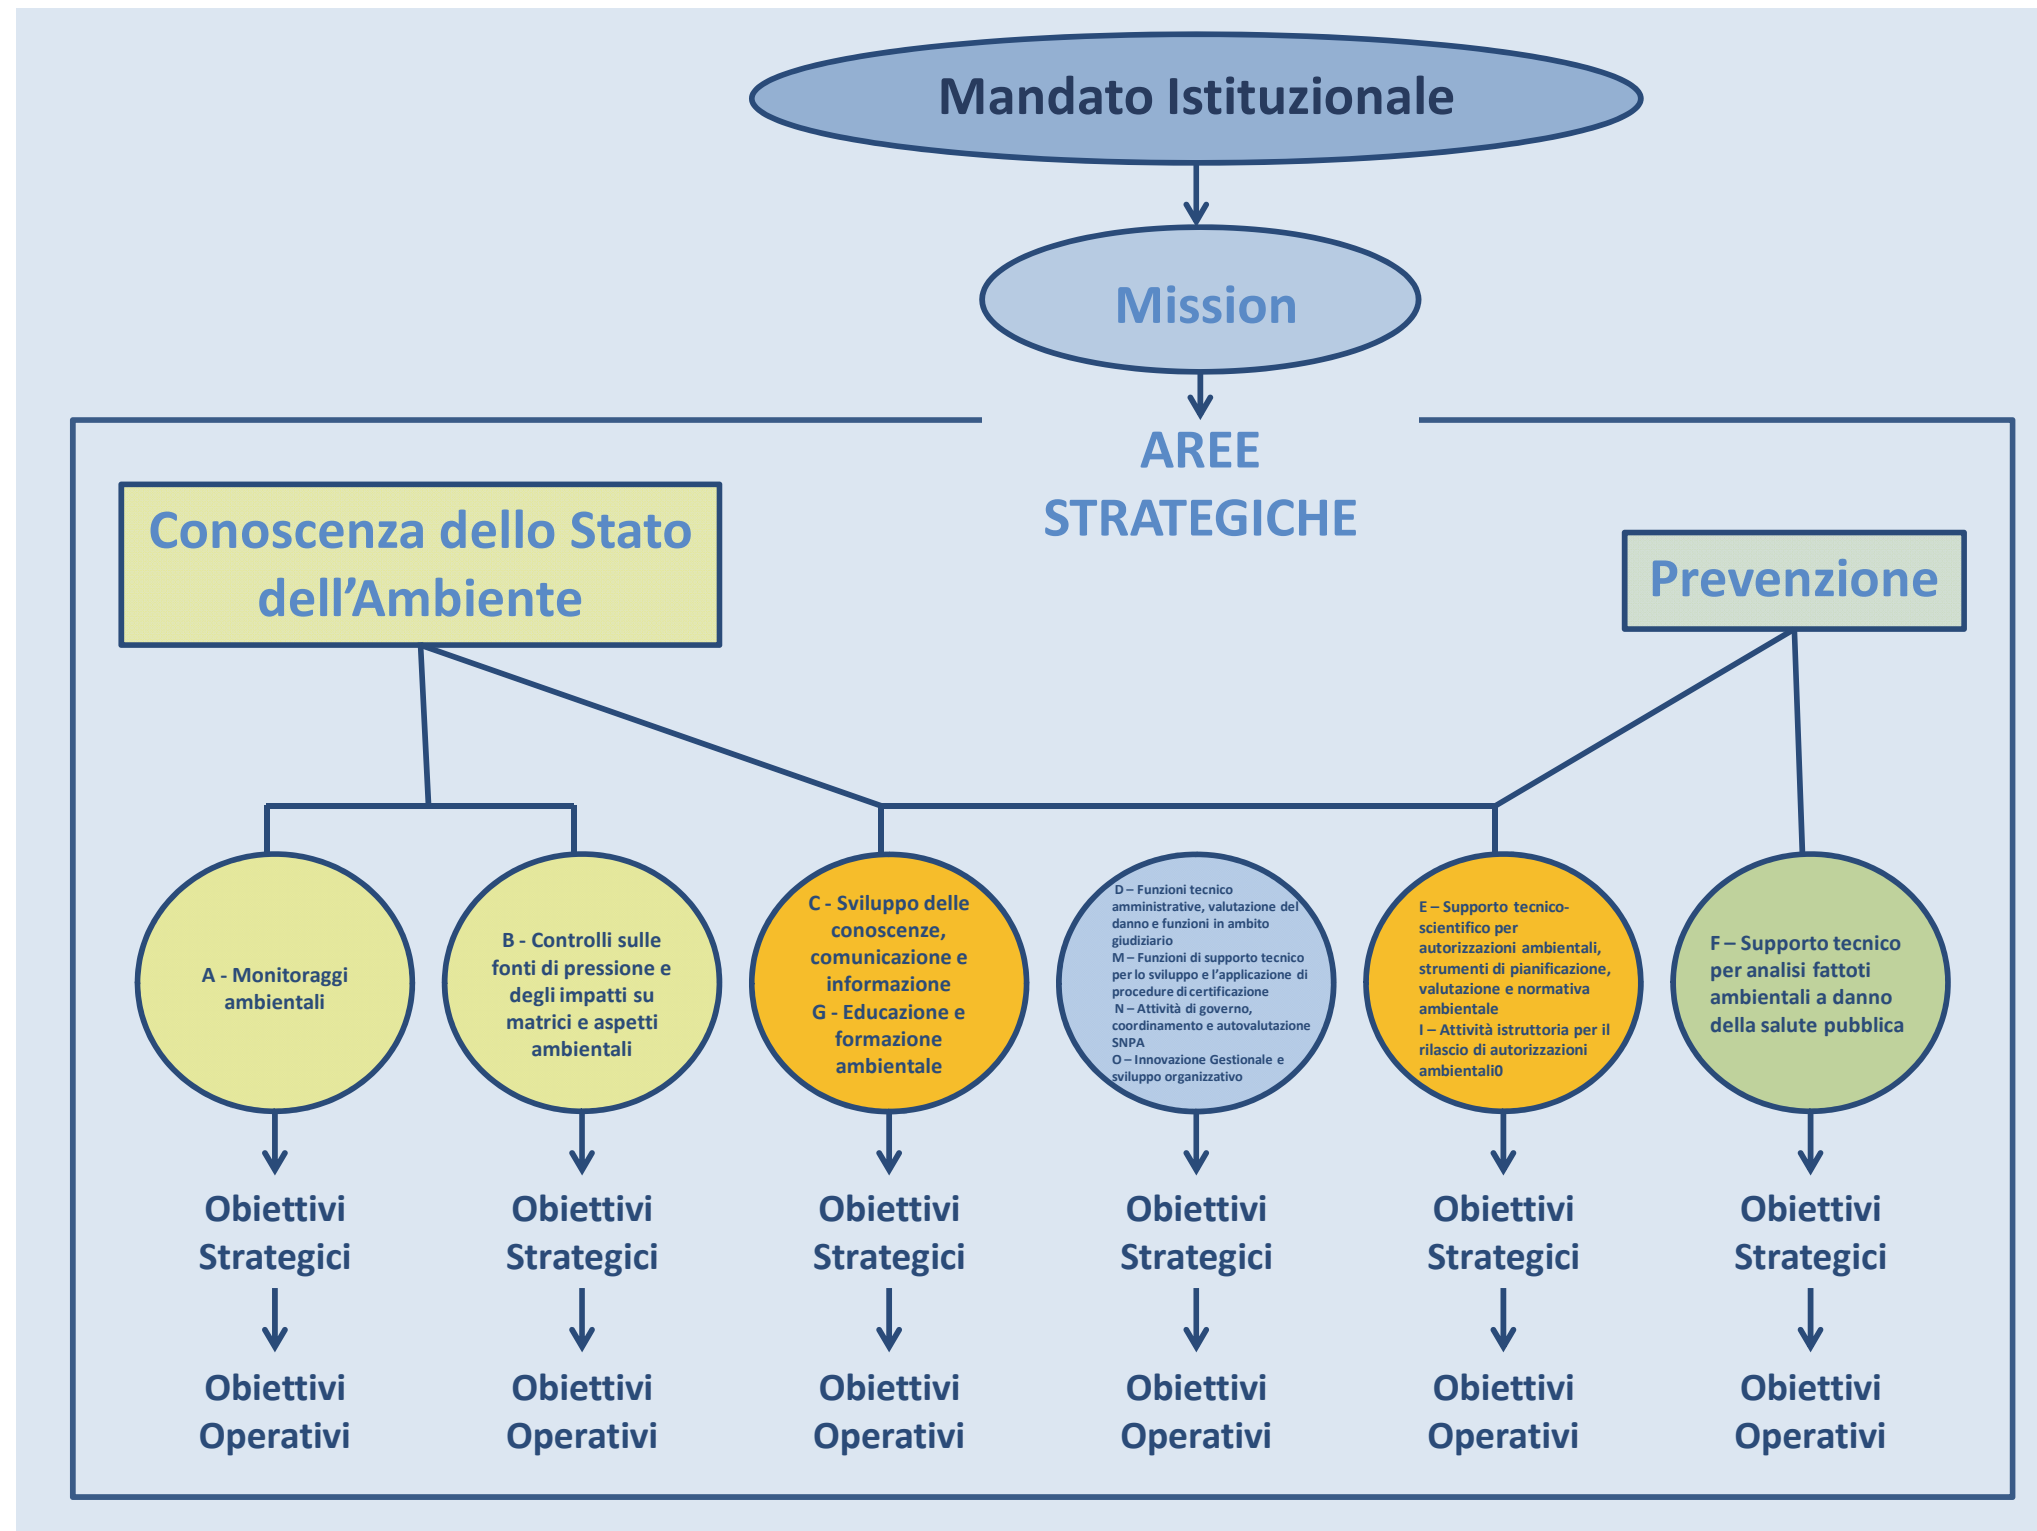 Mandato Istituzionale
Mission
AREE
STRATEGICHE
Conoscenza dello Stato
dell’Ambiente
Prevenzione
A - Monitoraggi
ambientali
B - Controlli sulle
fonti di pressione e
degli impatti su
matrici e aspetti
ambientali
C - Sviluppo delle
conoscenze,
comunicazione e
informazione
G - Educazione e
formazione
ambientale
D – Funzioni tecnico
amministrative, valutazione del
danno e funzioni in ambito
giudiziario
M – Funzioni di supporto tecnico
per lo sviluppo e l’applicazione di
procedure di certificazione
N – Attività di governo,
coordinamento e autovalutazione
SNPA
O – Innovazione Gestionale e
sviluppo organizzativo
E – Supporto tecnico-
scientifico per
autorizzazioni ambientali,
strumenti di pianificazione,
valutazione e normativa
ambientale
I – Attività istruttoria per il
rilascio di autorizzazioni
ambientali0
F – Supporto tecnico
per analisi fattoti
ambientali a danno
della salute pubblica
Obiettivi
Strategici
Obiettivi
Strategici
Obiettivi
Strategici
Obiettivi
Strategici
Obiettivi
Strategici
Obiettivi
Strategici
Obiettivi
Operativi
Obiettivi
Operativi
Obiettivi
Operativi
Obiettivi
Operativi
Obiettivi
Operativi
Obiettivi
Operativi